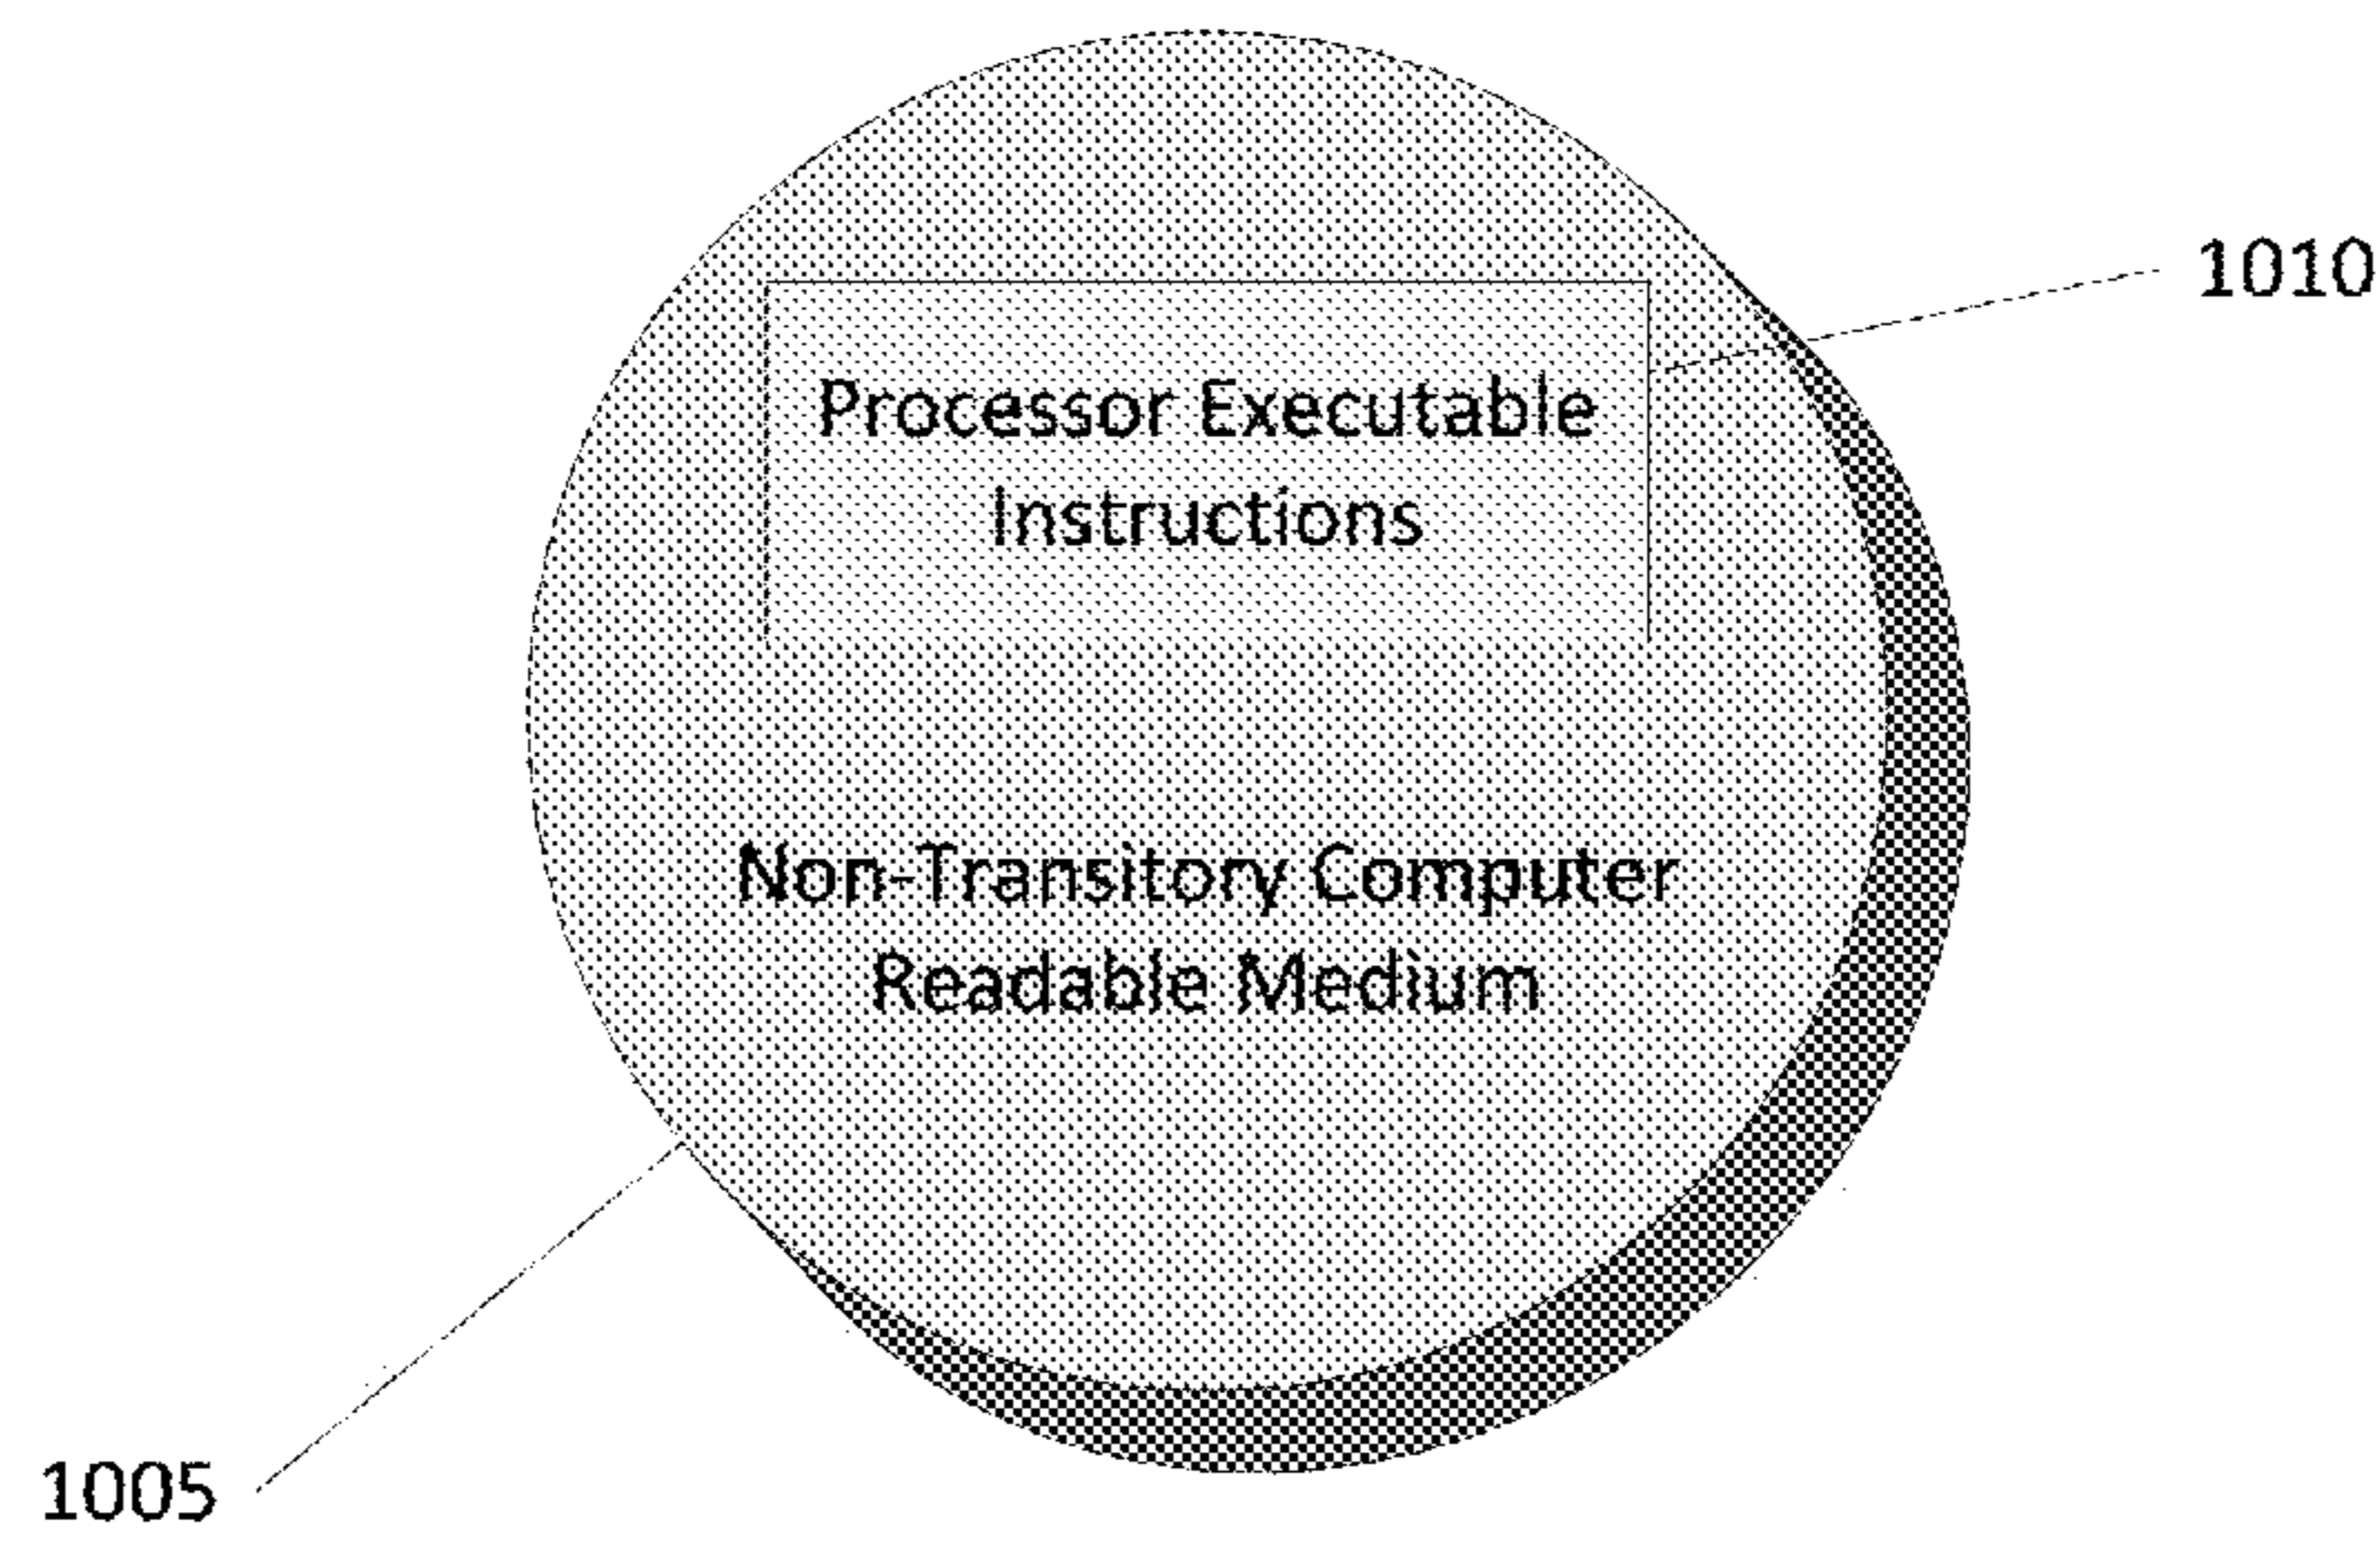 1010
Processor Executable
Instructions
Non-Transitory Computer
Readable Medium
1005